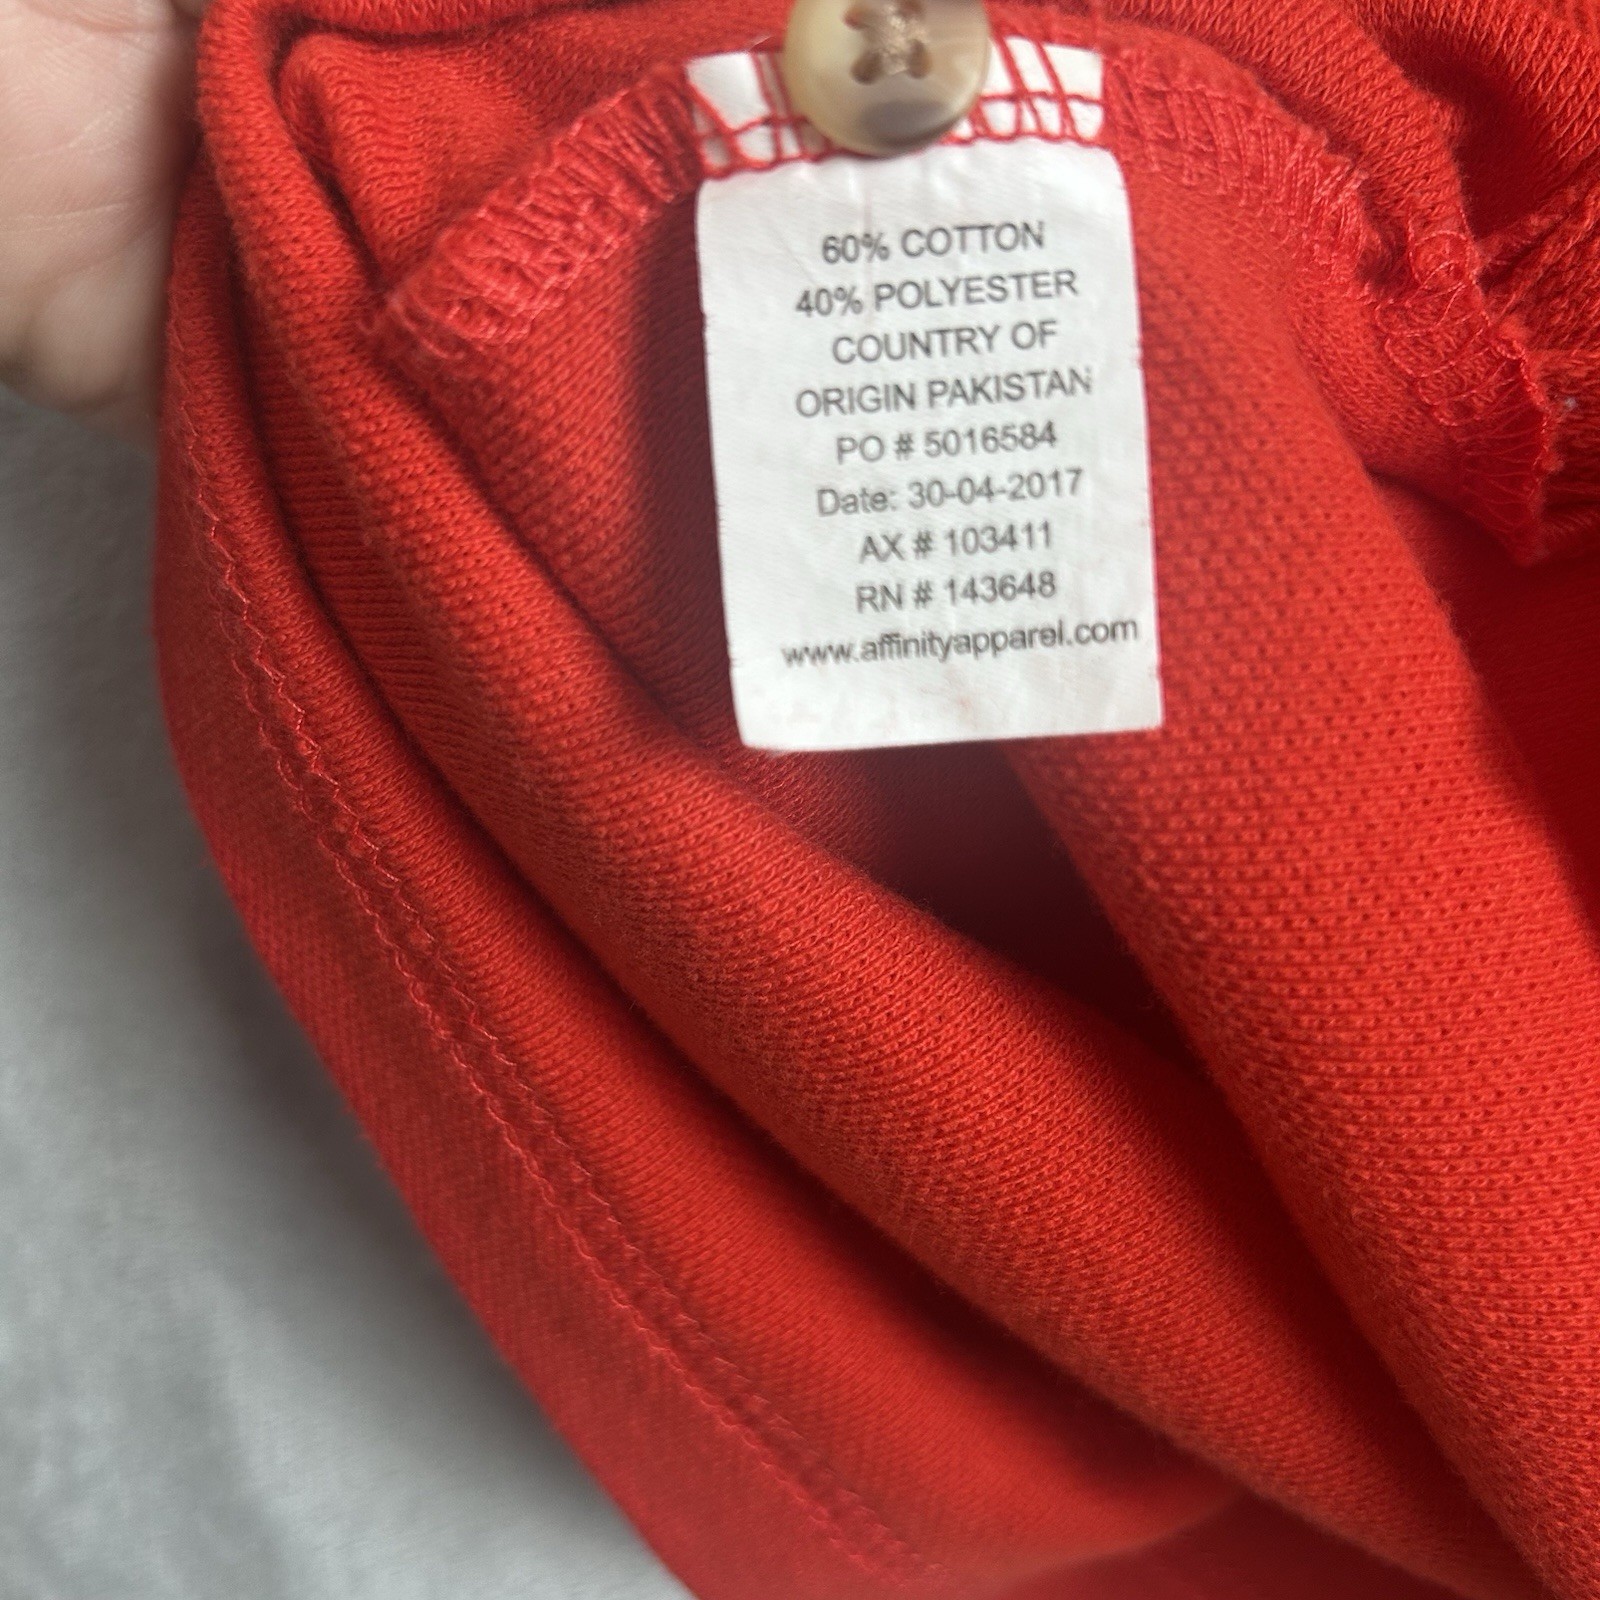 60% COTTON
40% POLYESTER
COUNTRY OF
ORIGIN PAKISTAN
PO # 5016584
Date: 30-04-2017
AX # 103411
RN # 143648
www.affinityapparel.com